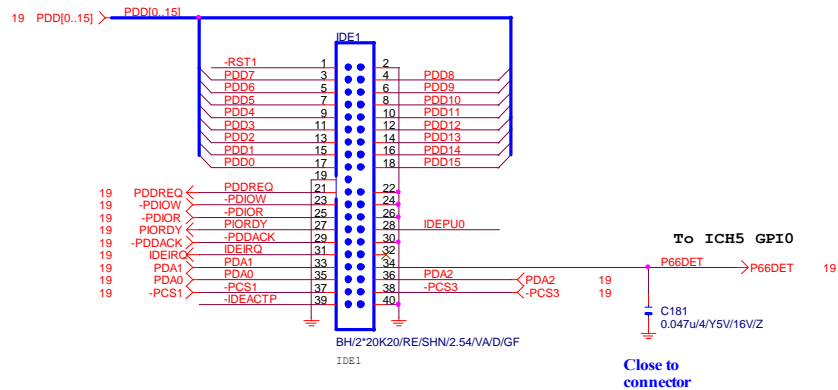 19 PDD[0..15] PDD[0..15]
IDE1
-RST1 1 2
PDD7 3 4 PDD8
PDD6 5 6 PDD9
PDD5 7 8 PDD10
PDD4 9 10 PDD11
PDD3 11 12 PDD12
PDD2 13 14 PDD13
PDD1 15 16 PDD14
PDD0 17 18 PDD15
19
19 PDDREQ PDDREQ 21 22
19 -PDIOW -PDIOW 23 24
19 -PDIOR -PDIOR 25 26
19 PIORDY PIORDY 27 28 IDEPU0
19 -PDDACK -PDDACK 29 30
To ICH5 GPI0
19 IDEIRQ IDEIRQ 31 32
19 PDA1 PDA1 33 34 P66DET P66DET 19
19 PDA0 PDA0 35 36 PDA2 PDA2 19
19 -PCS1 -PCS1 37 38 -PCS3 -PCS3 19
-IDEACTP 39 40
C181
0.047u/4/Y5V/16V/Z
BH/2*20K20/RE/SHN/2.54/VA/D/GF
IDE1
Close to
connector